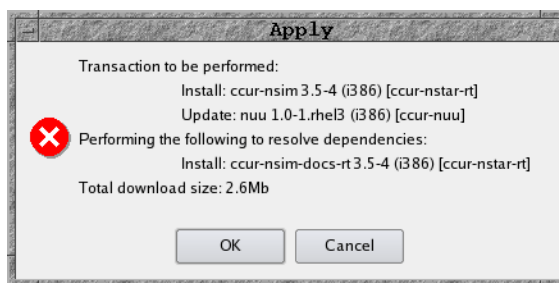 Apply
Transaction to be performed:
Install: ccur-nsim 3.5-4 (i386) [ccur-nstar-rt]
Update: nuu 1.0-1.rhel3 (i386) [ccur-nuu]
Performing the following to resolve dependencies:
Install: ccur-nsim-docs-rt 3.5-4 (i386) [ccur-nstar-rt]
Total download size: 2.6Mb
OK
Cancel